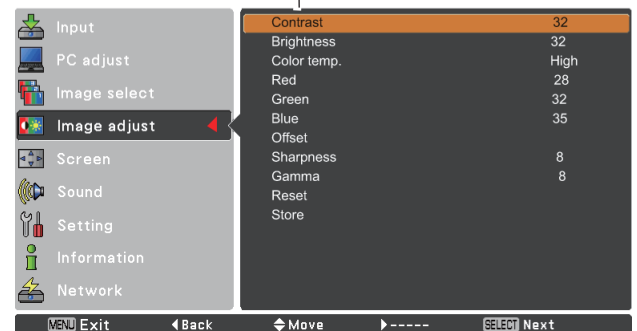 Input
PC adjust
Image select
Image adjust
Screen
Sound
Setting
Information
Network
Contrast 32
Brightness 32
Color temp. High
Red 28
Green 32
Blue 35
Offset
Sharpness 8
Gamma 8
Reset
Store
MENU Exit Back Move ----- SELECT Next